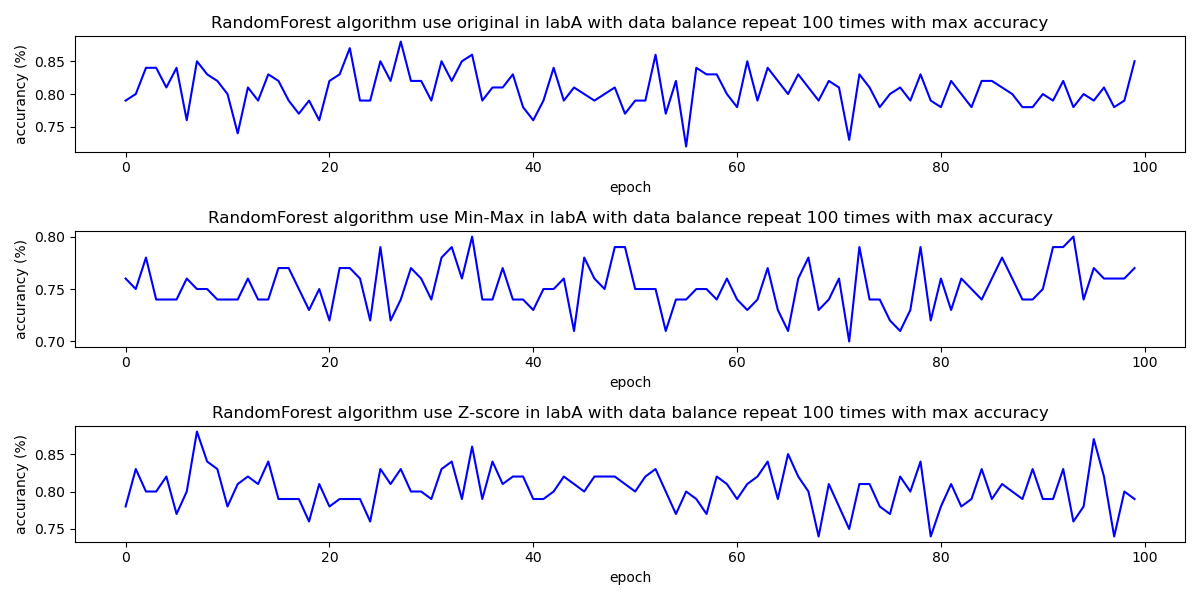 RandomForest algorithm use original in labA with data balance repeat 100 times with max accuracy
accurancy (%)
0.85
0.80
0.75
0 20 40 60 80 100
epoch
RandomForest algorithm use Min-Max in labA with data balance repeat 100 times with max accuracy
accurancy (%)
0.80
0.75
0.70
0 20 40 60 80 100
epoch
RandomForest algorithm use Z-score in labA with data balance repeat 100 times with max accuracy
accurancy (%)
0.85
0.80
0.75
0 20 40 60 80 100
epoch